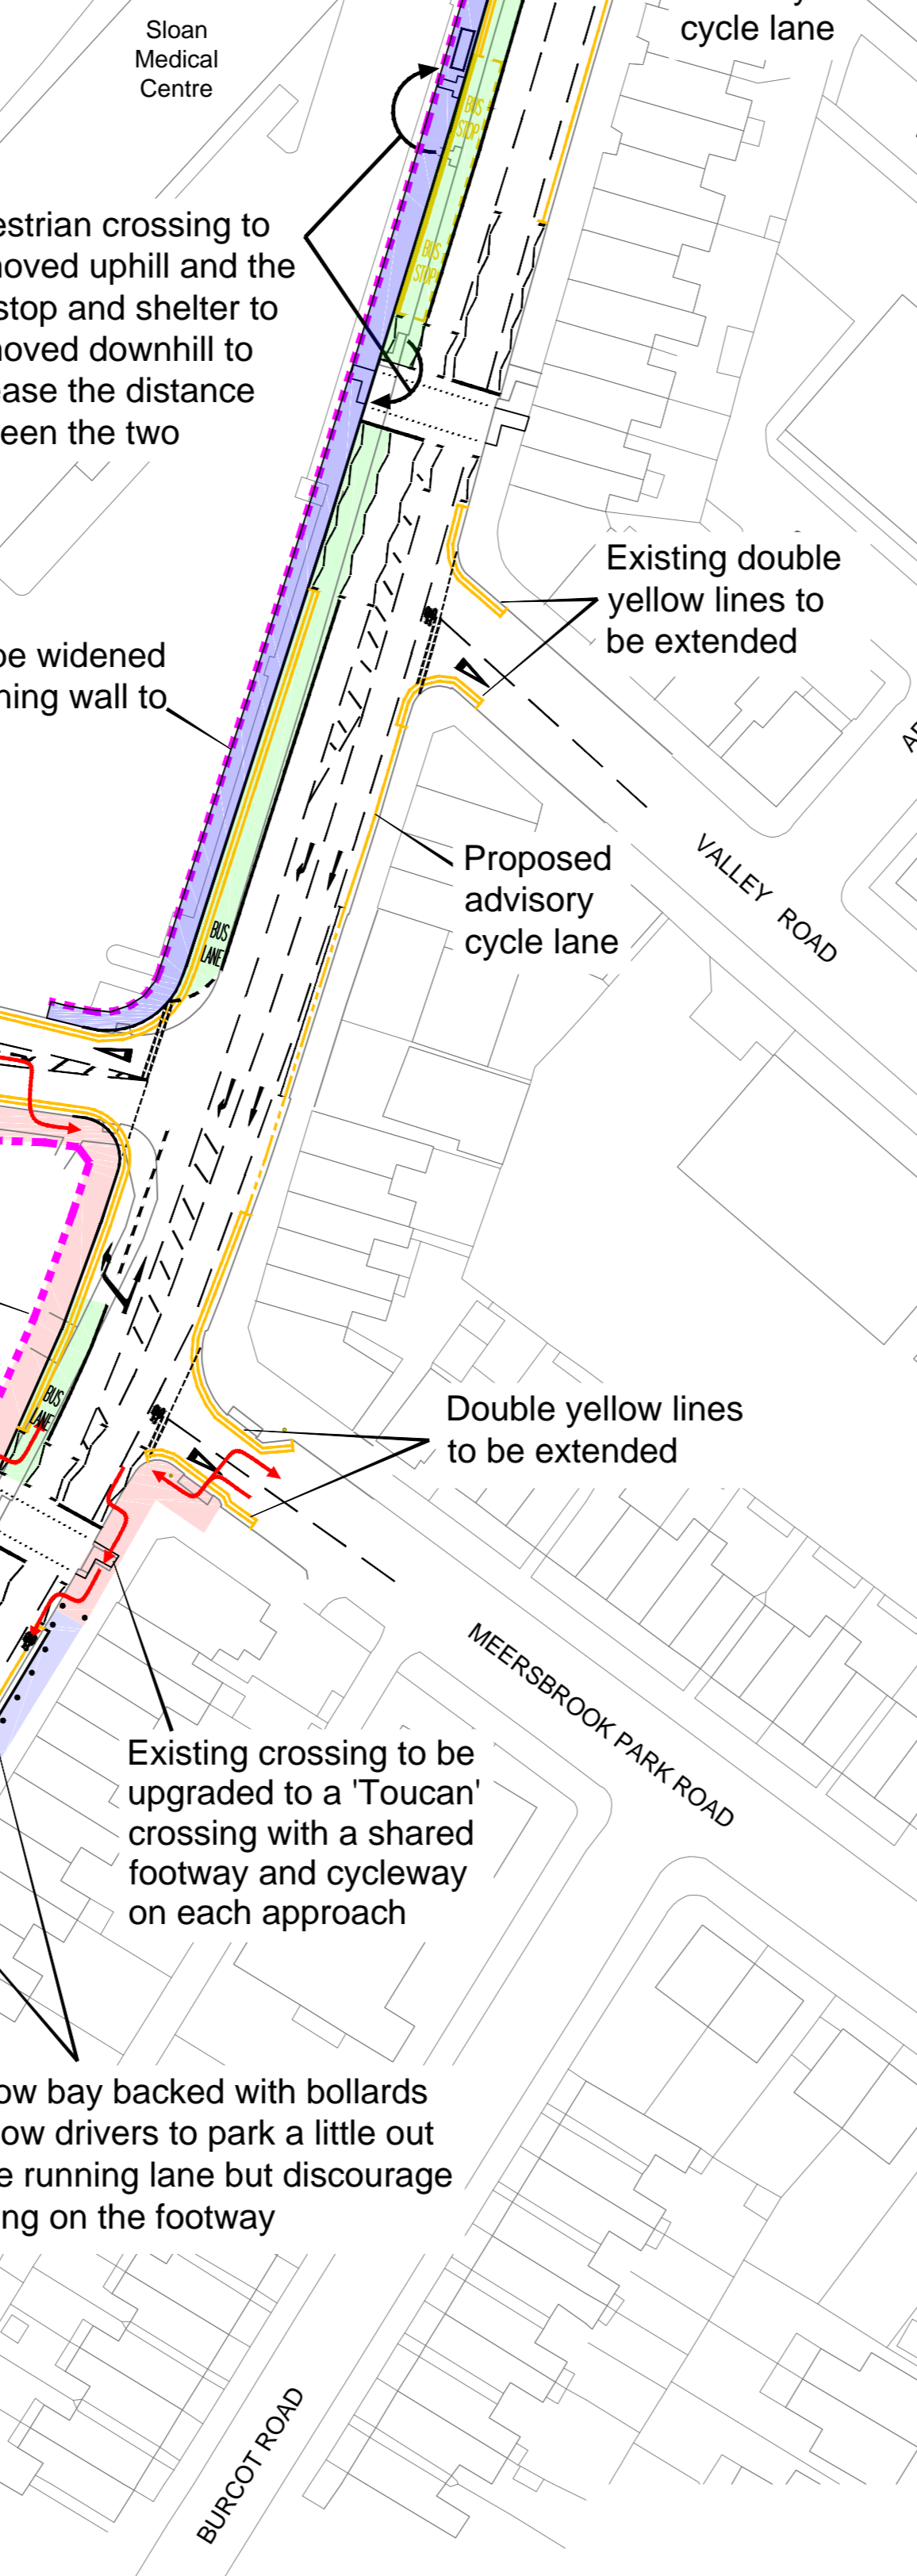 cycle lane
Sloan
Medical
Centre
BUS
STOP
estrian crossing to
moved uphill and the
stop and shelter to
moved downhill to
ease the distance
een the two
BUS
STOP
Existing double
yellow lines to
be extended
be widened
ning wall to
Proposed
advisory
cycle lane
VALLEY ROAD
BUS
LANE
BUS
LANE
Double yellow lines
to be extended
MEERSBROOK PARK ROAD
Existing crossing to be
upgraded to a 'Toucan'
crossing with a shared
footway and cycleway
on each approach
ow bay backed with bollards
ow drivers to park a little out
e running lane but discourage
ng on the footway
BURCOT ROAD